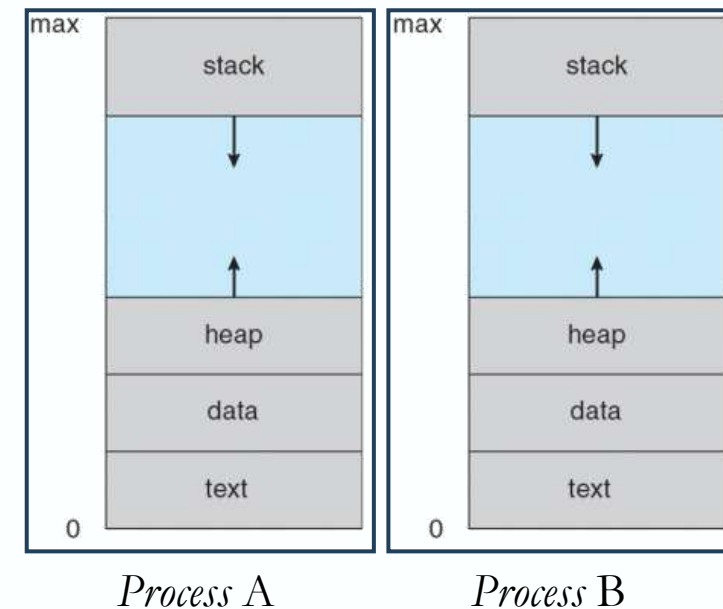 max
stack
heap
data
text
0
Process A
max
stack
heap
data
text
0
Process B